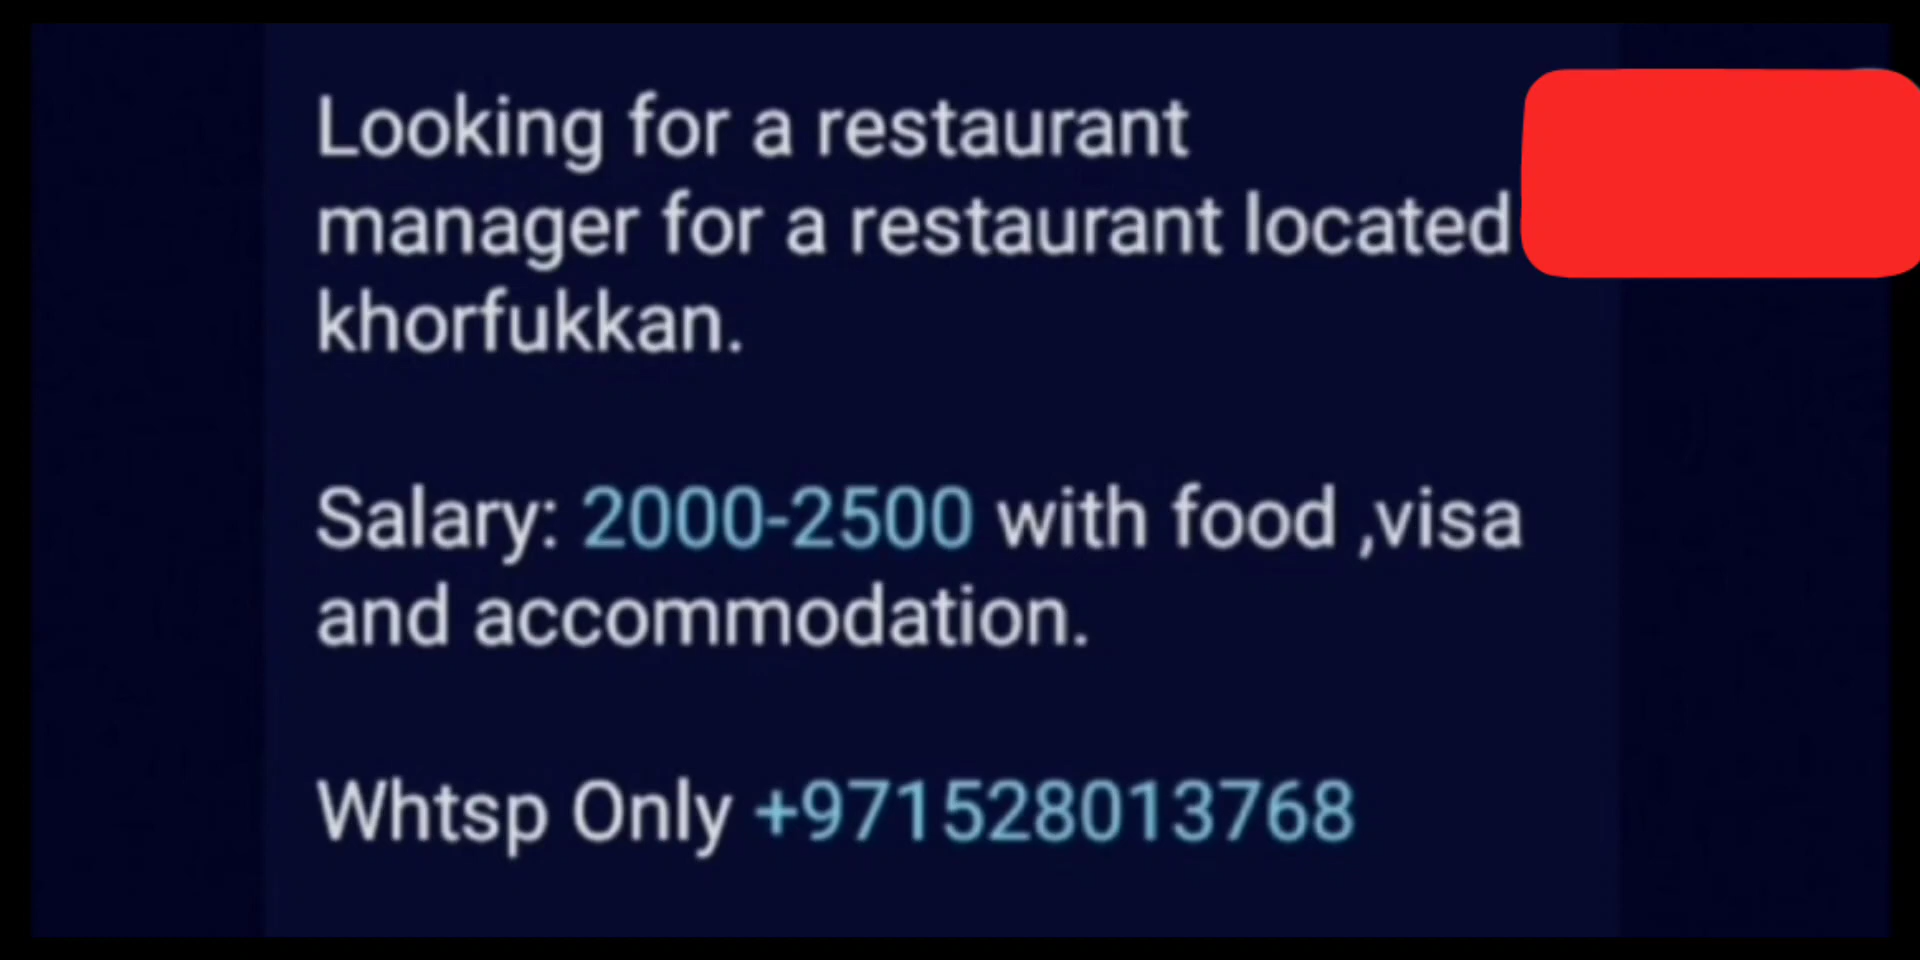 Looking for a restaurant
manager for a restaurant located
khorfukkan.
Salary: 2000-2500 with food ,visa
and accommodation.
Whtsp Only +971528013768